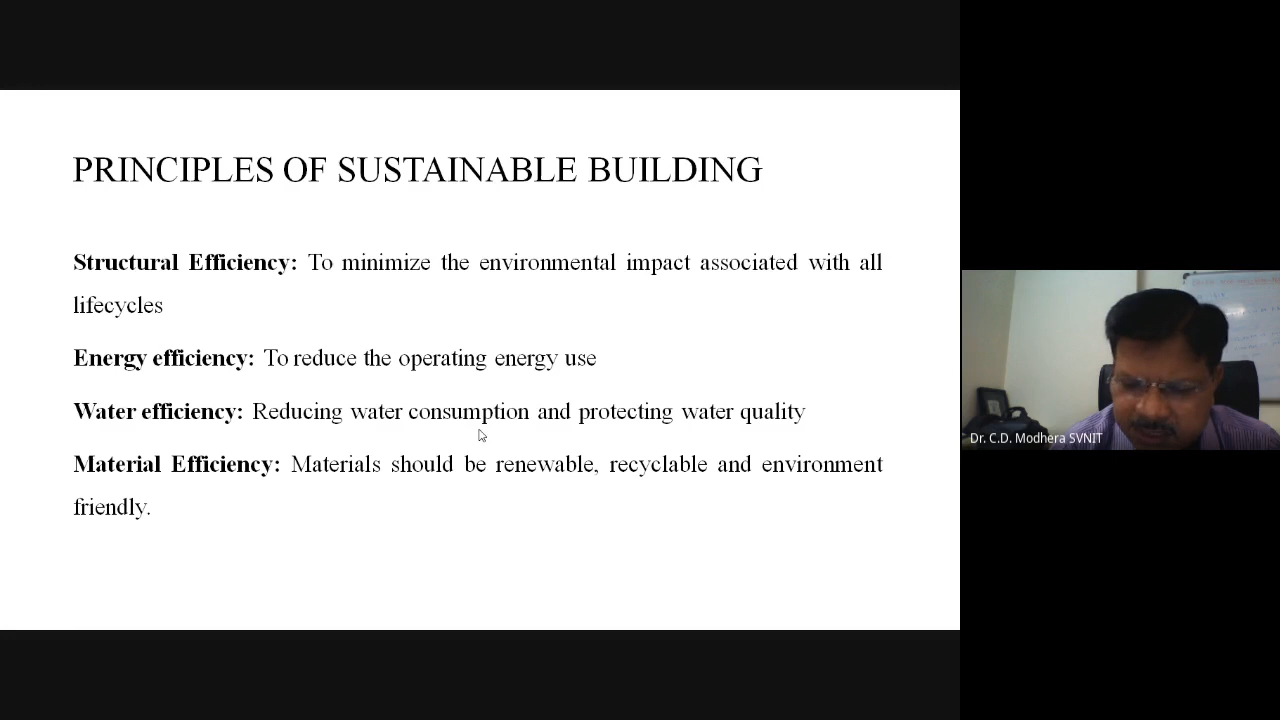 PRINCIPLES OF SUSTAINABLE BUILDING
Structural Efficiency: To minimize the environmental impact associated with all
lifecycles
Energy efficiency: To reduce the operating energy use
Water efficiency: Reducing water consumption and protecting water quality
Material Efficiency: Materials should be renewable, recyclable and environment
friendly.
Dr. C.D. Modhera SVNIT